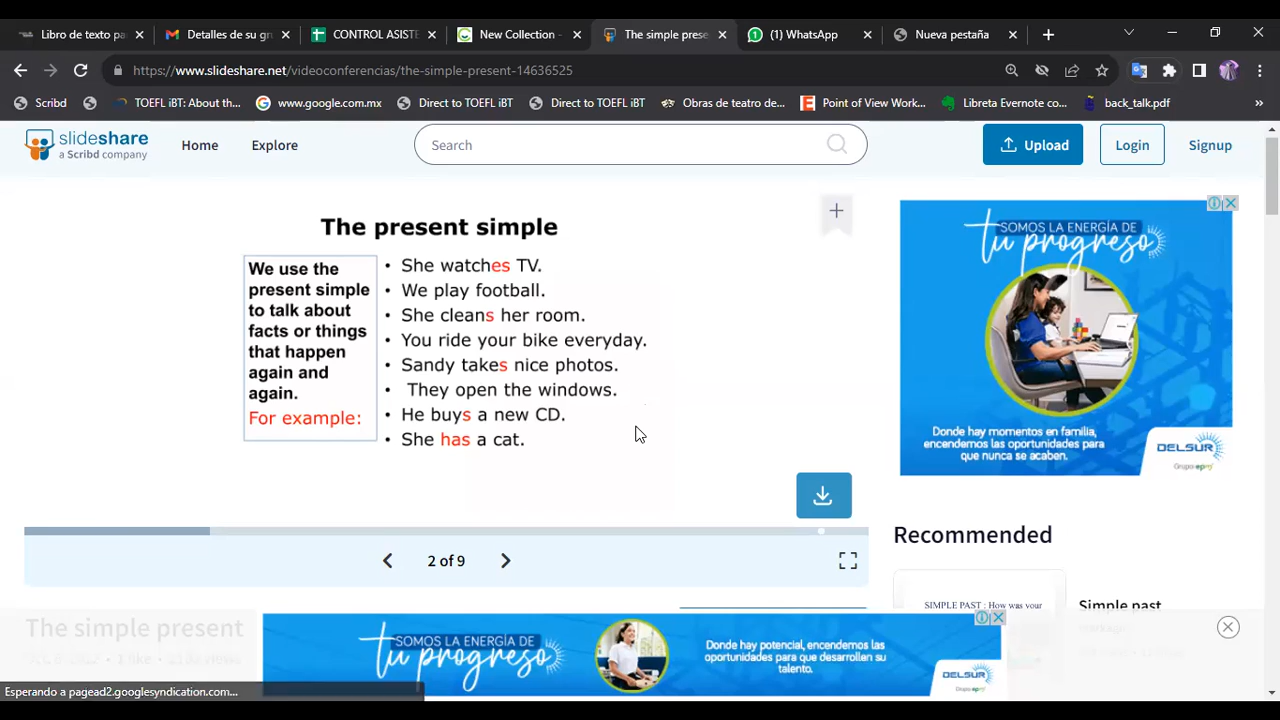 Libro de texto pa
Detalles de su gr
CONTROL ASISTE
New Collection -
The simple prese
(1) WhatsApp
Nueva pestaña
https://www.slideshare.net/videoconferencias/the-simple-present-14636525
Scribd
TOEFL iBT: About th...
www.google.com.mx
Direct to TOEFL iBT
Direct to TOEFL iBT
Obras de teatro de...
Point of View Work...
Libreta Evernote co...
back_talk.pdf
»
slideshare
a Scribd company
Home
Explore
Search
Upload
Login
Signup
The present simple
We use the
present simple
to talk about
facts or things
that happen
again and
again.
For example:
• She watches TV.
• We play football.
• She cleans her room.
• You ride your bike everyday.
• Sandy takes nice photos.
• They open the windows.
• He buys a new CD.
• She has a cat.
2 of 9
SOMOS LA ENERGÍA DE
tu progreso
Donde hay momentos en familia,
encendemos las oportunidades para
que nunca se acaben.
DELSUR
Grupo epm
Recommended
SIMPLE PAST : How was your
Simple past
The simple present
SOMOS LA ENERGÍA DE
tu progreso
Donde hay potencial, encendemos las
oportunidades para que desarrollen su
talento.
DELSUR
Grupo epm
Esperando a pagead2.googlesyndication.com...